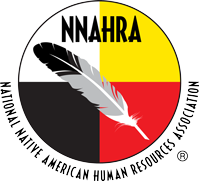 NNAHRA
NATIONAL NATIVE AMERICAN HUMAN RESOURCES ASSOCIATION
®